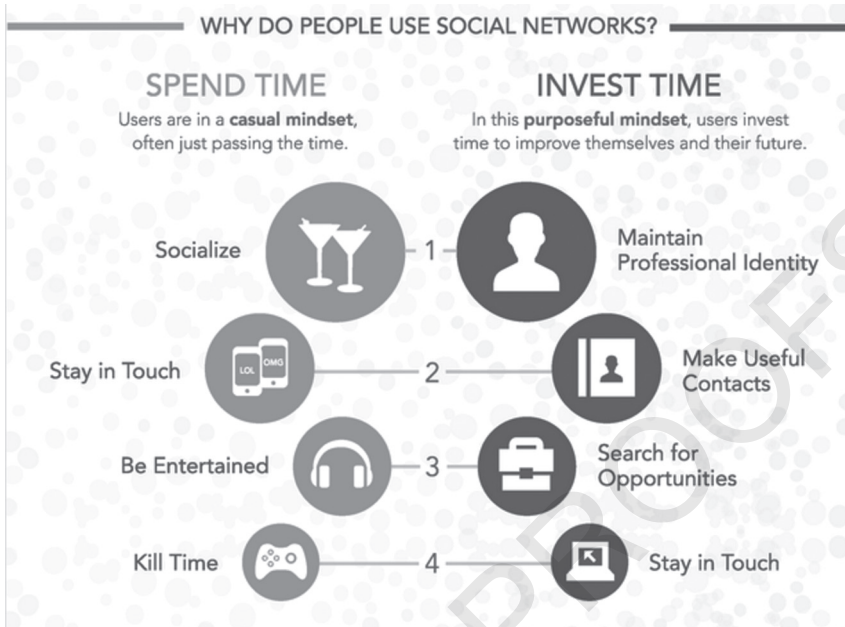 WHY DO PEOPLE USE SOCIAL NETWORKS?
SPEND TIME
Users are in a casual mindset,
often just passing the time.
INVEST TIME
In this purposeful mindset, users invest
time to improve themselves and their future.
Socialize
1
Maintain
Professional Identity
Stay in Touch
LOL
OMG
2
Make Useful
Contacts
Be Entertained
3
Search for
Opportunities
Kill Time
4
Stay in Touch
PROOFS